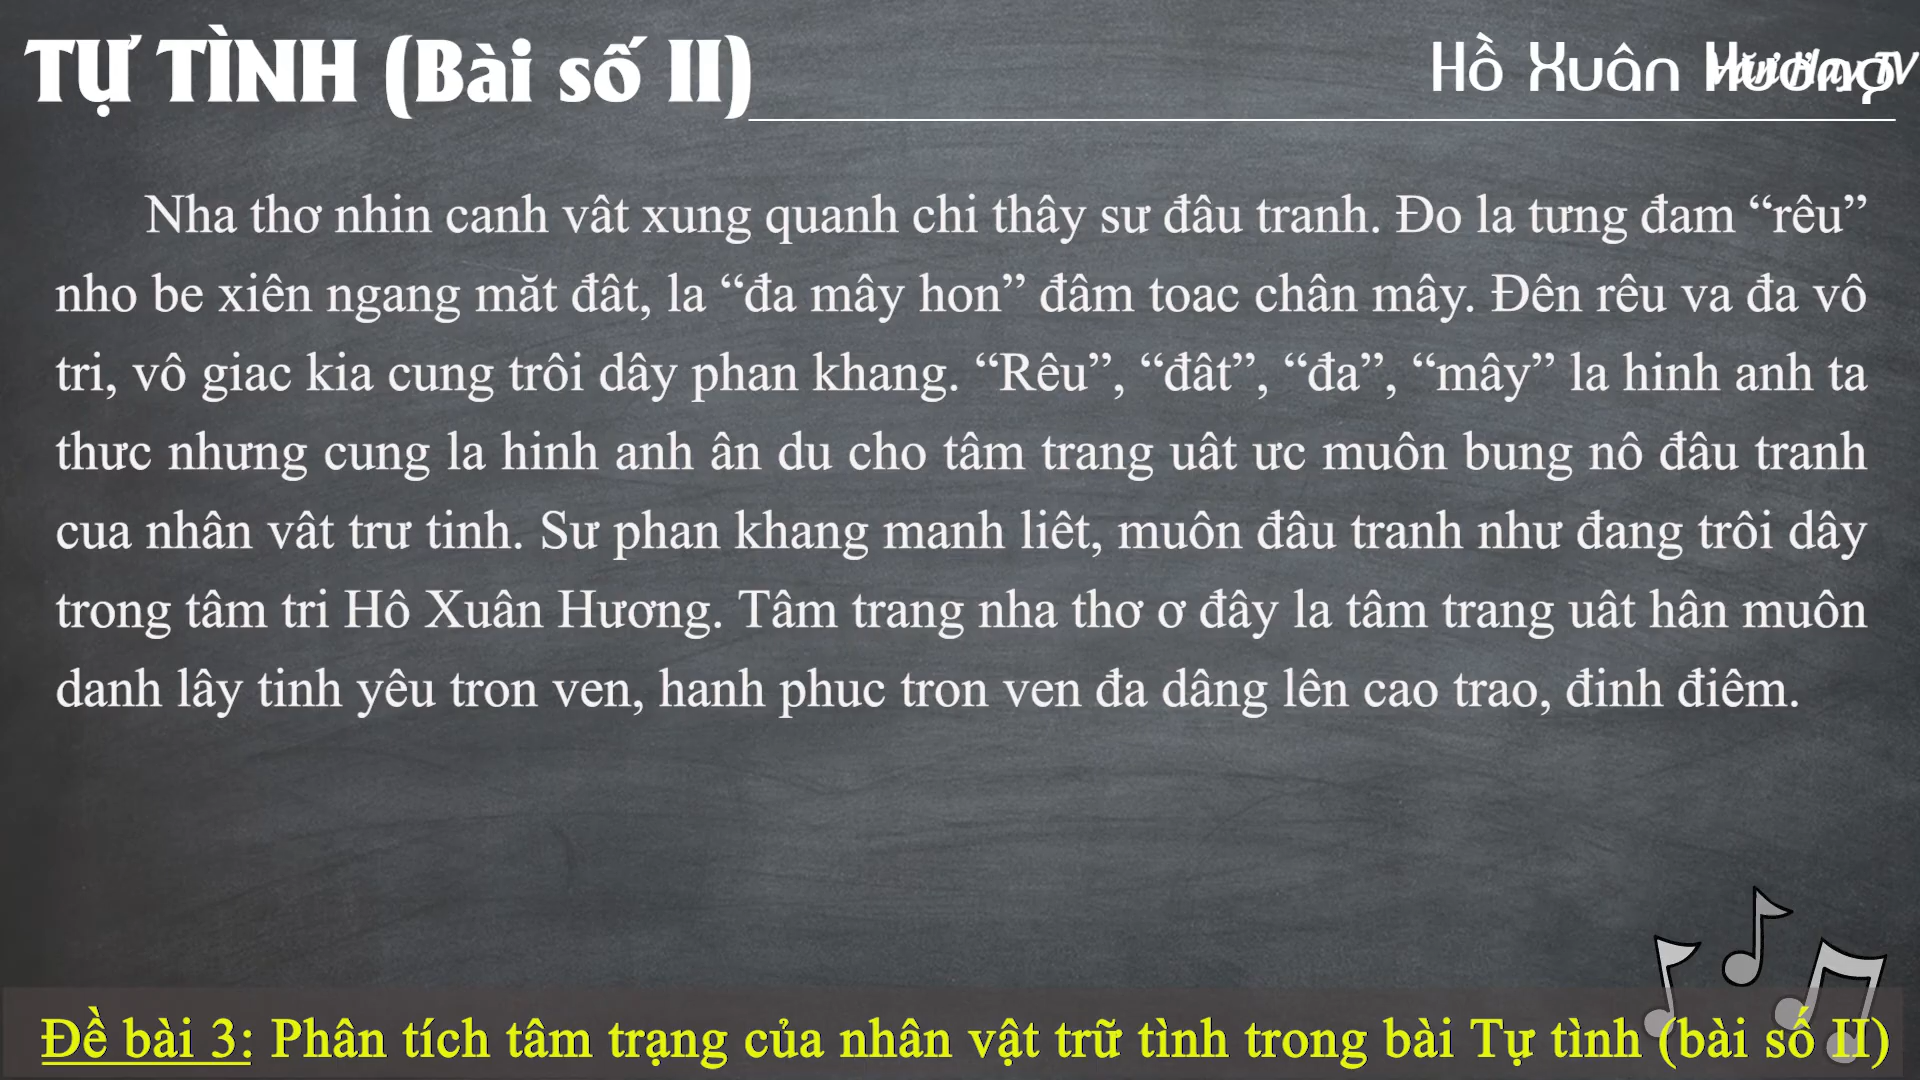 TỰ TÌNH (Bài số II)
Hồ Xuân Hương
Nha thơ nhin canh vât xung quanh chi thây sư đâu tranh. Đo la tưng đam “rêu”
nho be xiên ngang măt đât, la “đa mây hon” đâm toac chân mây. Đên rêu va đa vô
tri, vô giac kia cung trôi dây phan khang. “Rêu”, “đât”, “đa”, “mây” la hinh anh ta
thưc nhưng cung la hinh anh ân du cho tâm trang uât ưc muôn bung nô đâu tranh
cua nhân vât trư tinh. Sư phan khang manh liêt, muôn đâu tranh như đang trôi dây
trong tâm tri Hô Xuân Hương. Tâm trang nha thơ ơ đây la tâm trang uât hân muôn
danh lây tinh yêu tron ven, hanh phuc tron ven đa dâng lên cao trao, đinh điêm.
Đề bài 3: Phân tích tâm trạng của nhân vật trữ tình trong bài Tự tình (bài số II)